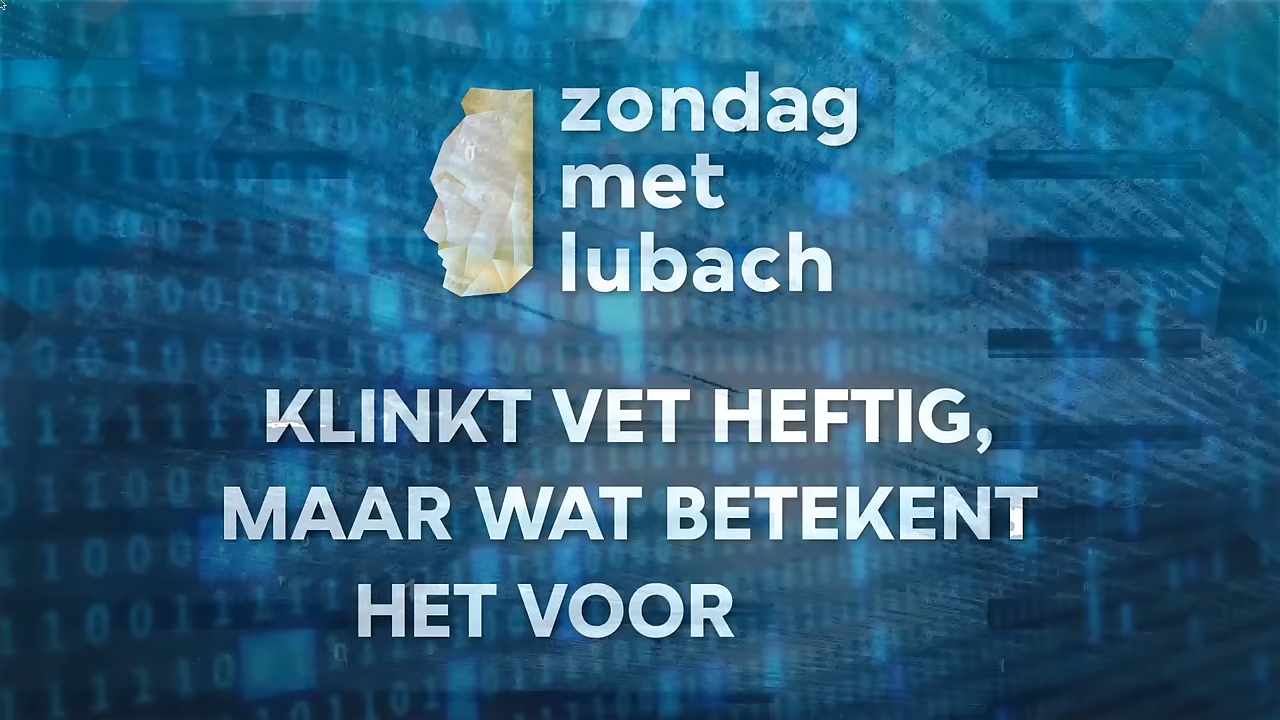 zondag
met
lubach
KLINKT VET HEFTIG,
MAAR WAT BETEKENT
HET VOOR